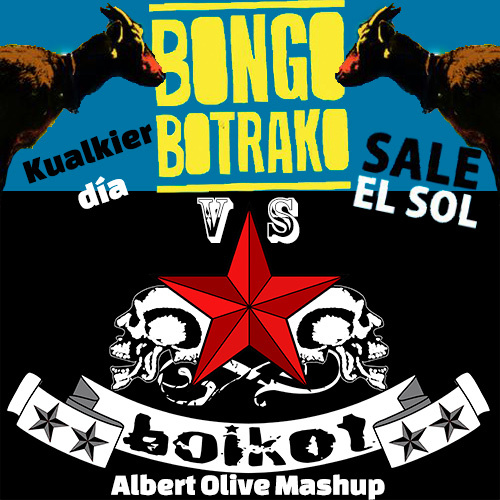 BONGO
BOTRAKO
Kualkier
día
SALE
EL SOL
VS
boikot
Albert Olive Mashup